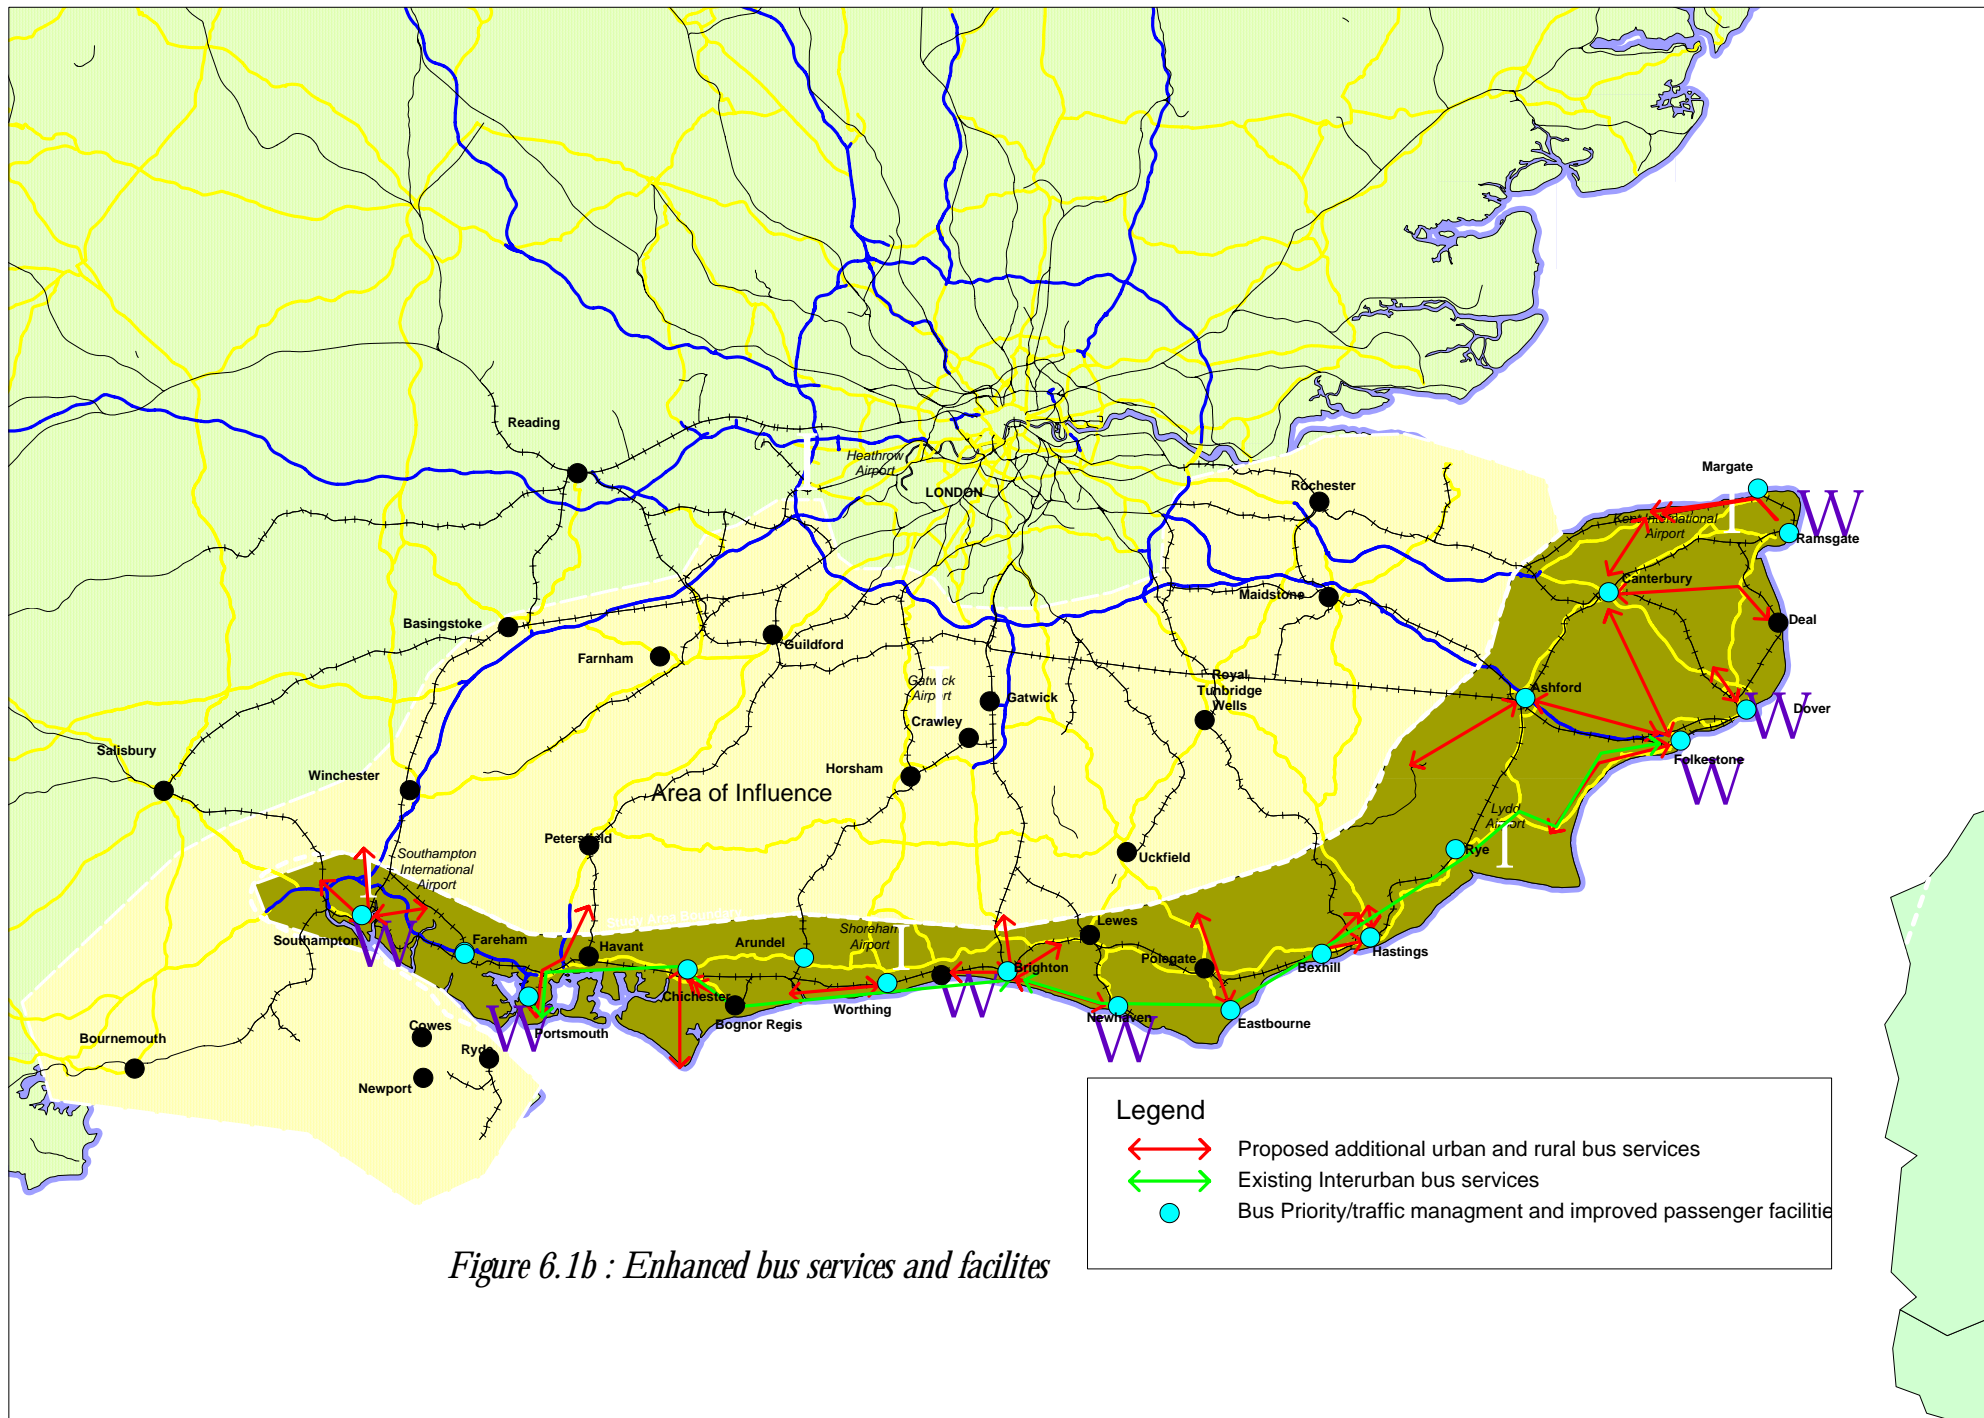 Reading
Heathrow
Airport
LONDON
Rochester
Margate
Kent International
Airport
W
Ramsgate
Canterbury
Maidstone
Deal
Basingstoke
Farnham
Guildford
Gatwick
Airport
Gatwick
Crawley
Royal
Tunbridge
Wells
Ashford
W
Dover
Salisbury
Winchester
Horsham
Area of Influence
Folkestone
W
Lydd
Airport
I
Rye
Petersfield
Uckfield
Southampton
International
Airport
I
Southampton
W
Fareham
Study Area Boundary
Havant
Arundel
Shoreham
Airport
I
Lewes
Brighton
Polegate
Bexhill
Hastings
Chichester
Bognor Regis
Worthing
W
Newhaven
W
Eastbourne
W
Portsmouth
Cowes
Ryde
Newport
Bournemouth
Legend
Proposed additional urban and rural bus services
Existing Interurban bus services
Bus Priority/traffic managment and improved passenger facilitie
Figure 6.1b : Enhanced bus services and facilites